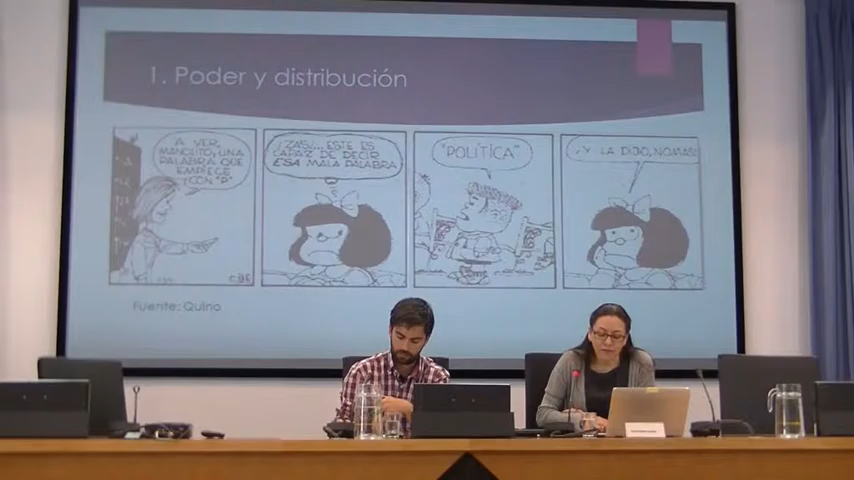 1. Poder y distribución
A VER,
MANOLITO, UNA
PALABRA QUE
EMPIECE
CON "P"
¡ZAS!... ESTE ES
CAPAZ DE DECIR
ESA MALA PALABRA
"POLÍTICA"
¡Y LA DIJO, NOMÁS!
Fuente: Quino